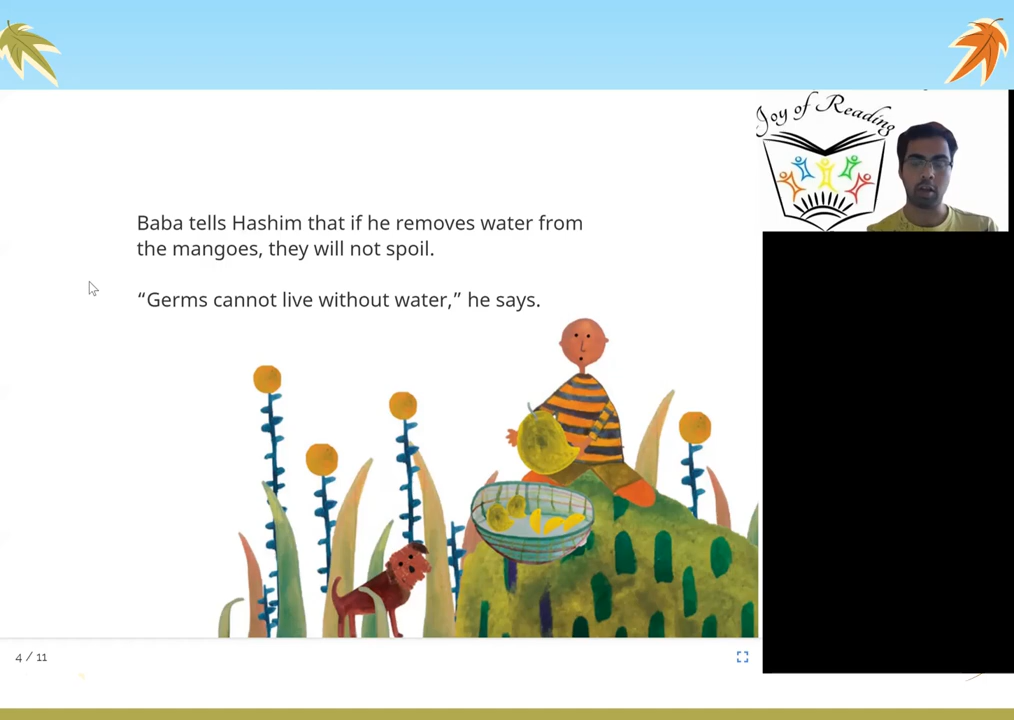 Joy of Reading
Baba tells Hashim that if he removes water from
the mangoes, they will not spoil.
“Germs cannot live without water,” he says.
4 / 11